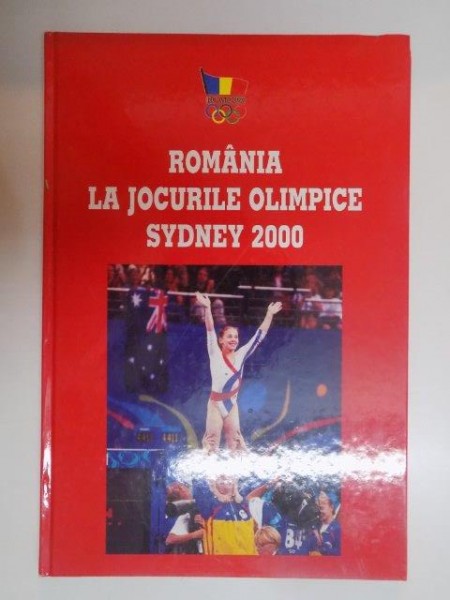 ROMÂNIA
LA JOCURILE OLIMPICE
SYDNEY 2000